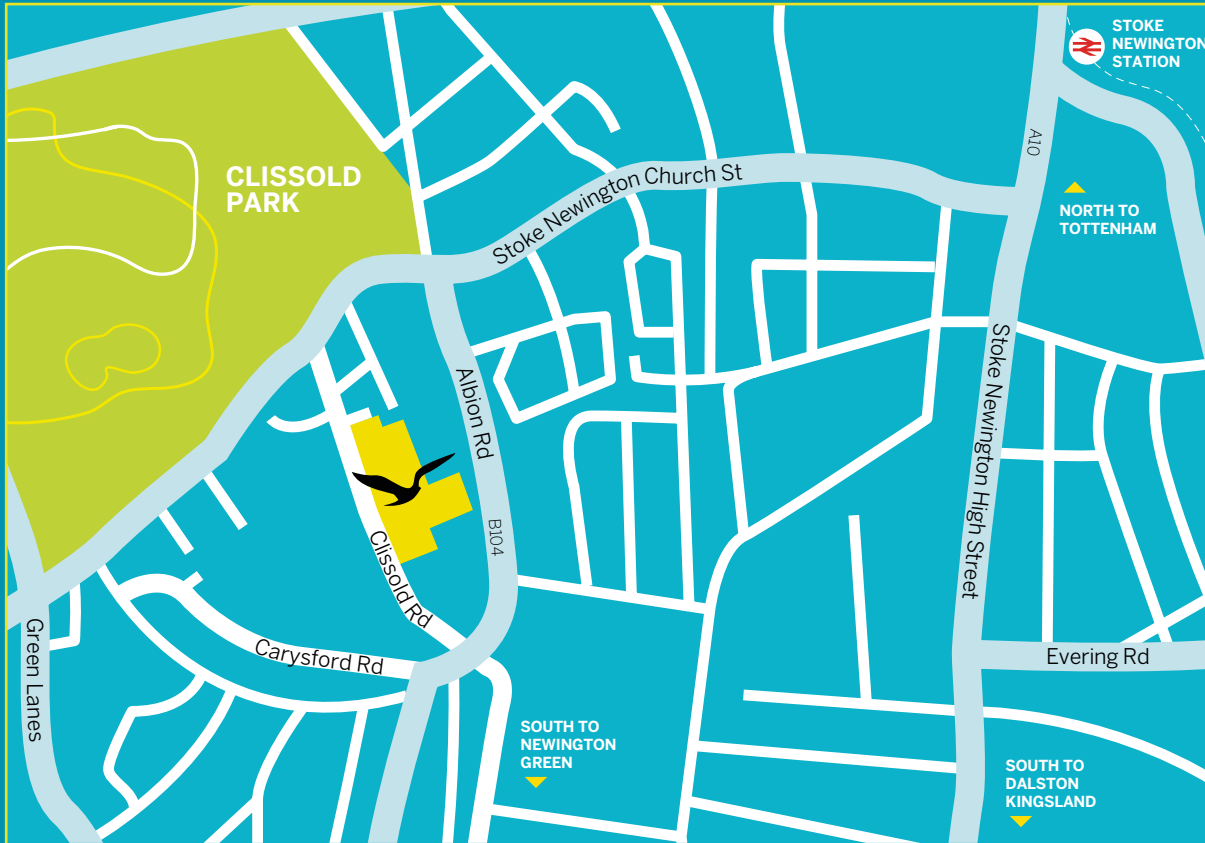 STOKE
NEWINGTON
STATION
A10
CLISSOLD
PARK
Stoke Newington Church St
NORTH TO
TOTTENHAM
Albion Rd
Stoke Newington High Street
B104
Clissold Rd
Green Lanes
Carysford Rd
Evering Rd
SOUTH TO
NEWINGTON
GREEN
SOUTH TO
DALSTON
KINGSLAND